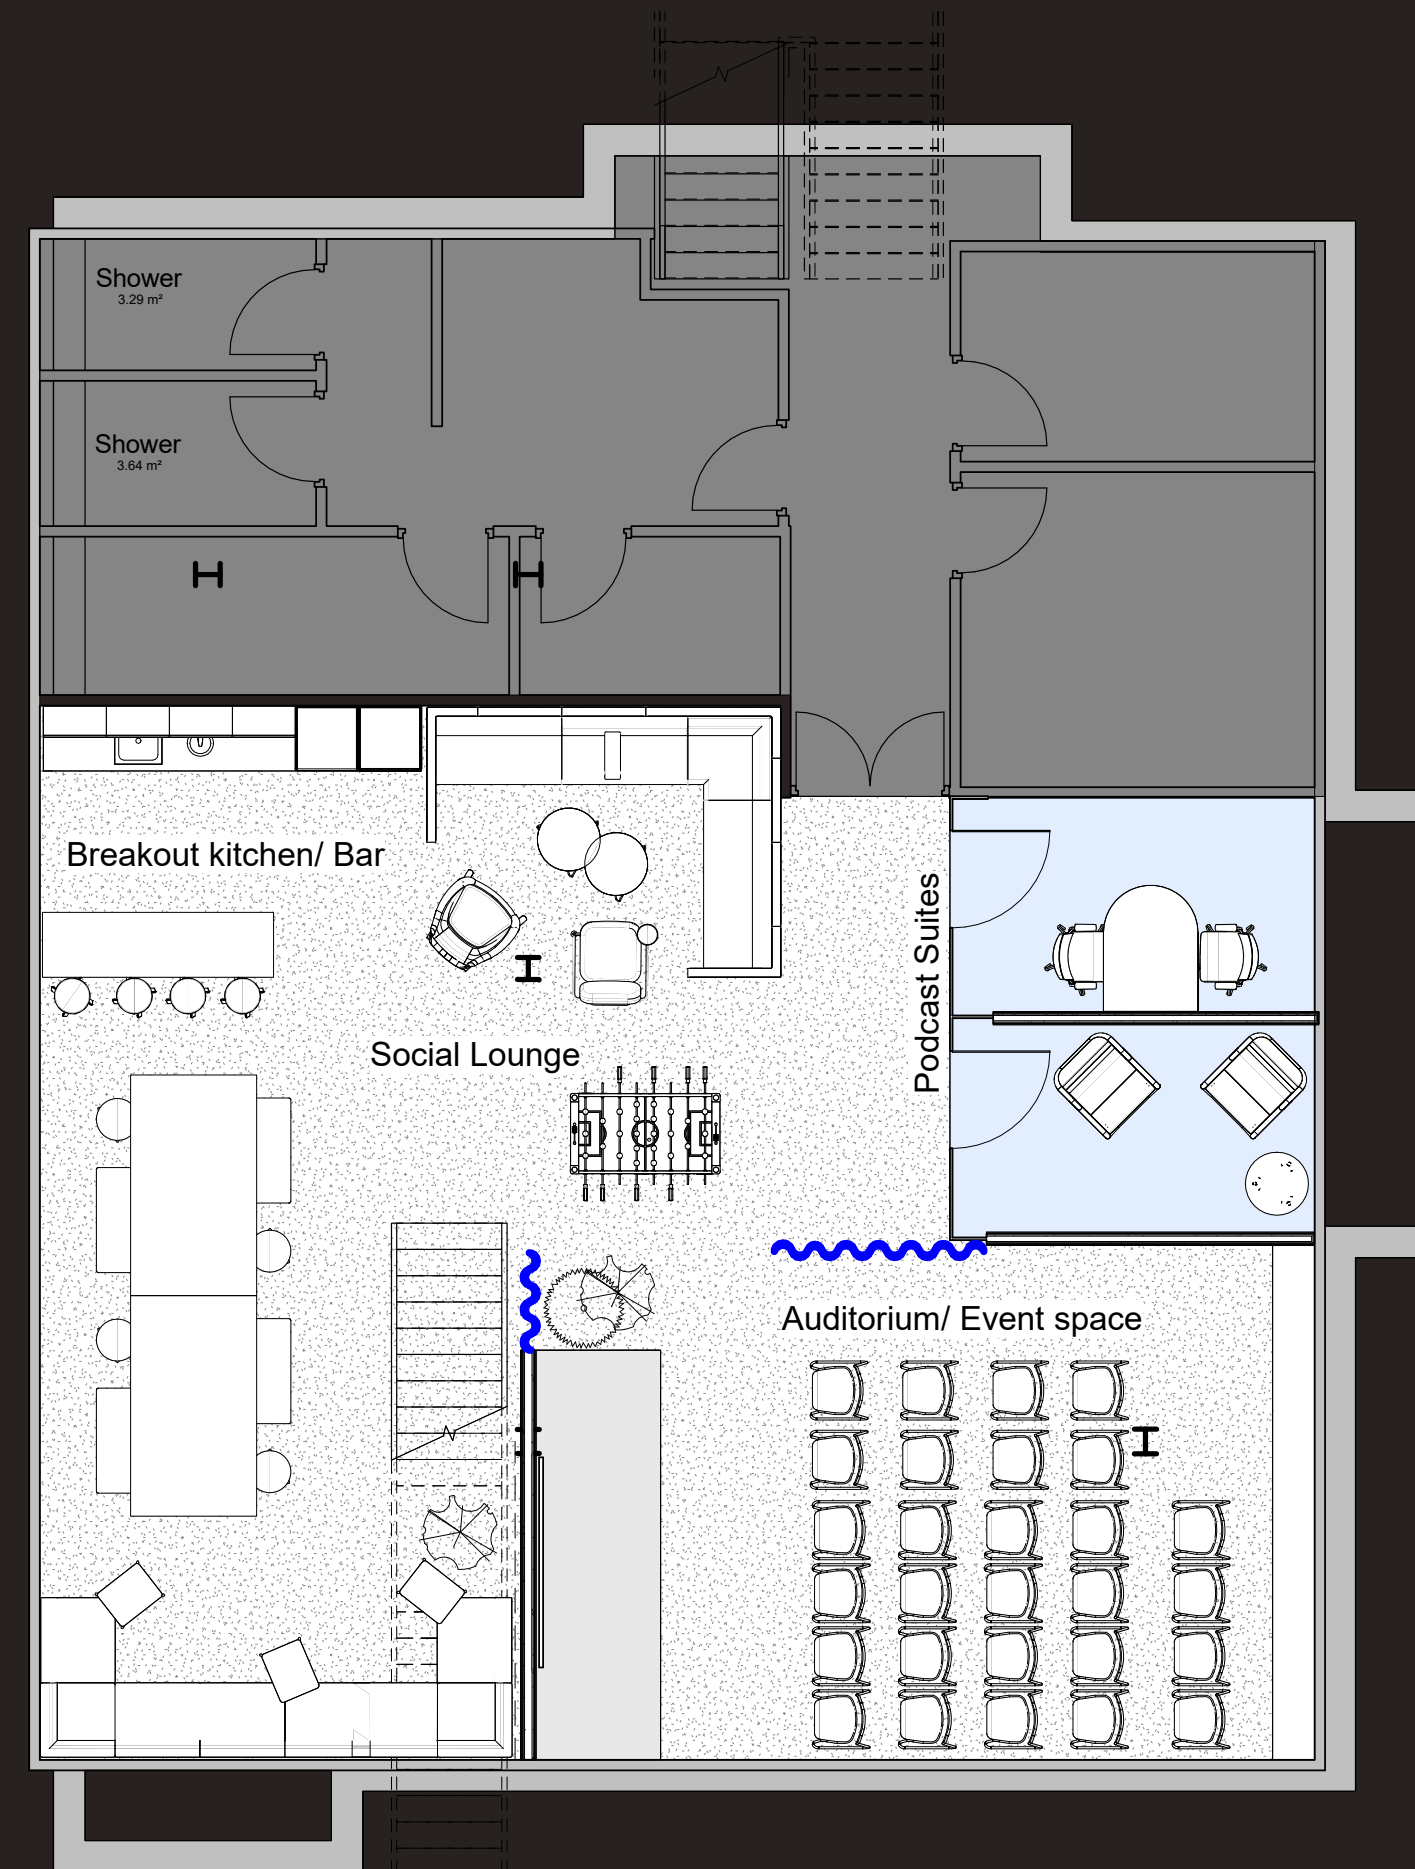 Shower
3.29 m²
Shower
3.64 m²
Breakout kitchen/ Bar
Podcast Suites
Social Lounge
Auditorium/ Event space